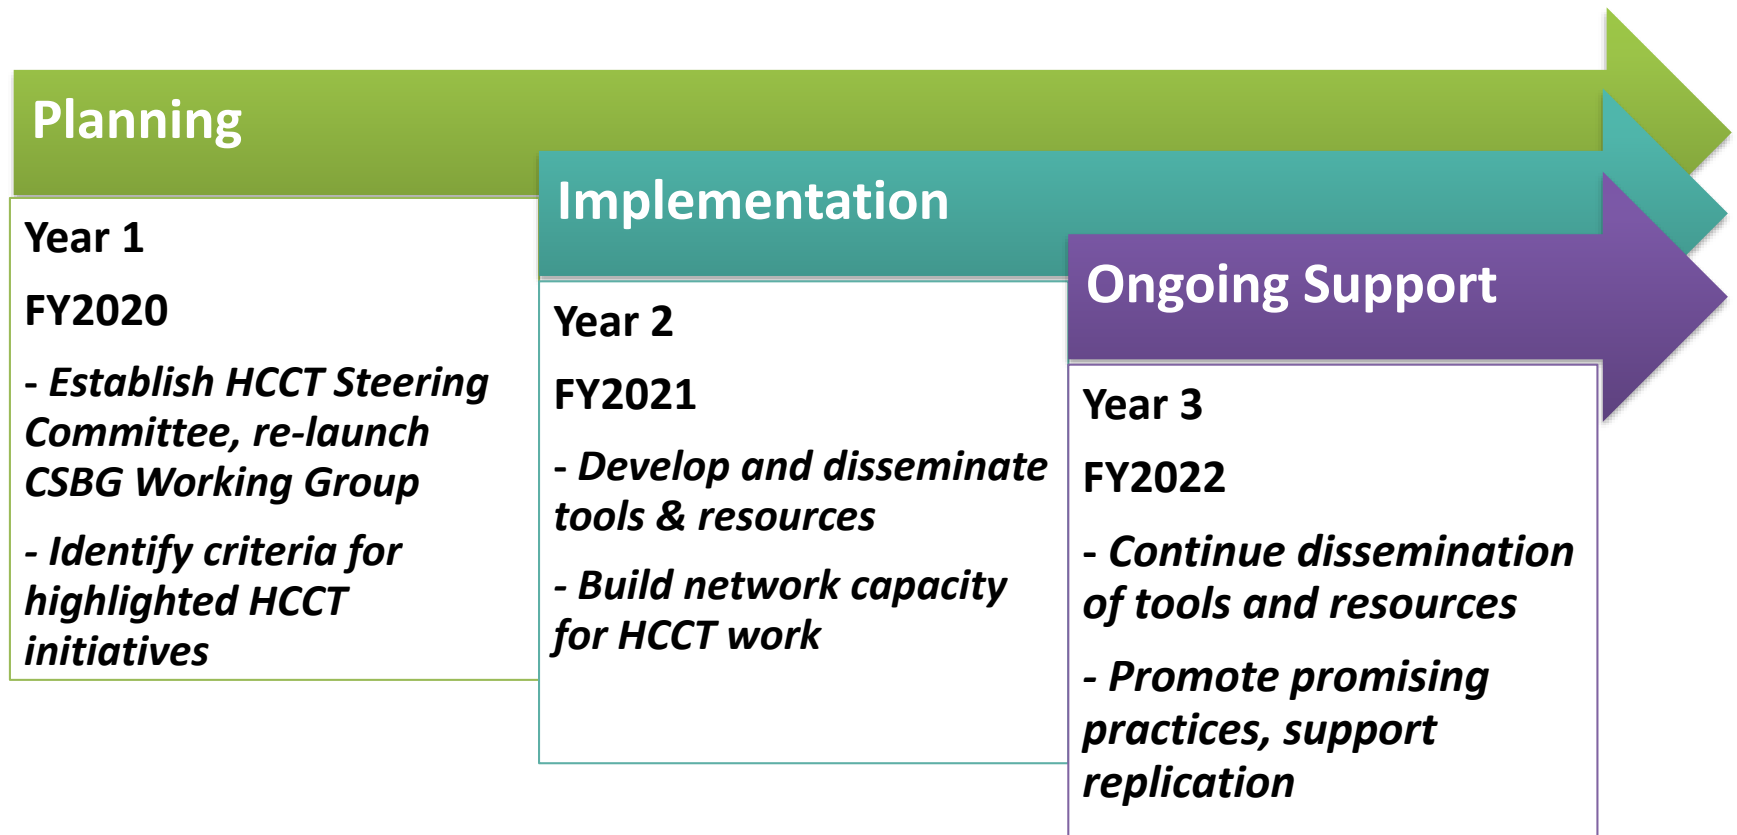 Planning
Year 1
FY2020
- Establish HCCT Steering
Committee, re-launch
CSBG Working Group
- Identify criteria for
highlighted HCCT
initiatives
Implementation
Year 2
FY2021
- Develop and disseminate
tools & resources
- Build network capacity
for HCCT work
Ongoing Support
Year 3
FY2022
- Continue dissemination
of tools and resources
- Promote promising
practices, support
replication